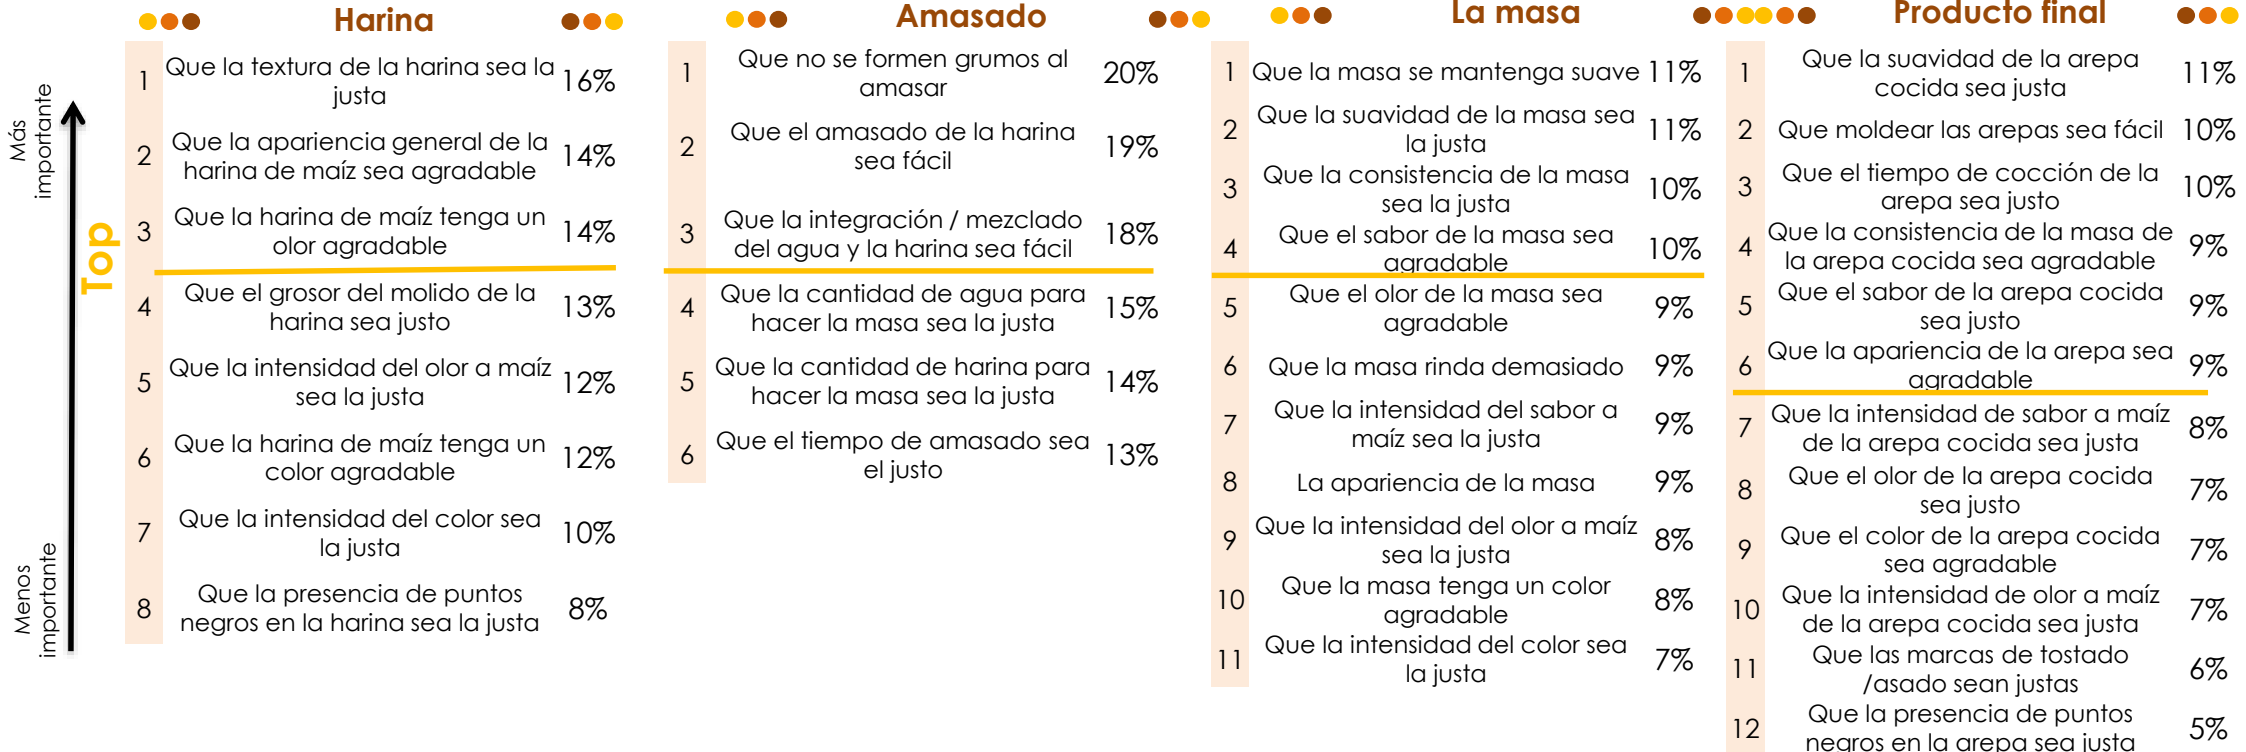 Más
importante
Top
Menos
importante
Harina
1 Que la textura de la harina sea la
justa 16%
2 Que la apariencia general de la
harina de maíz sea agradable 14%
3 Que la harina de maíz tenga un
olor agradable 14%
4 Que el grosor del molido de la
harina sea justo 13%
5 Que la intensidad del olor a maíz
sea la justa 12%
6 Que la harina de maíz tenga un
color agradable 12%
7 Que la intensidad del color sea
la justa 10%
8 Que la presencia de puntos
negros en la harina sea la justa 8%
Amasado
1 Que no se formen grumos al
amasar 20%
2 Que el amasado de la harina
sea fácil 19%
3 Que la integración / mezclado
del agua y la harina sea fácil 18%
4 Que la cantidad de agua para
hacer la masa sea la justa 15%
5 Que la cantidad de harina para
hacer la masa sea la justa 14%
6 Que el tiempo de amasado sea
el justo 13%
La masa
1 Que la masa se mantenga suave 11%
2 Que la suavidad de la masa sea
la justa 11%
3 Que la consistencia de la masa
sea la justa 10%
4 Que el sabor de la masa sea
agradable 10%
5 Que el olor de la masa sea
agradable 9%
6 Que la masa rinda demasiado 9%
7 Que la intensidad del sabor a
maíz sea la justa 9%
8 La apariencia de la masa 9%
9 Que la intensidad del olor a maíz
sea la justa 8%
10 Que la masa tenga un color
agradable 8%
11 Que la intensidad del color sea
la justa 7%
Producto final
1 Que la suavidad de la arepa
cocida sea justa 11%
2 Que moldear las arepas sea fácil 10%
3 Que el tiempo de cocción de la
arepa sea justo 10%
4 Que la consistencia de la masa de
la arepa cocida sea agradable 9%
5 Que el sabor de la arepa cocida
sea justo 9%
6 Que la apariencia de la arepa sea
agradable 9%
7 Que la intensidad de sabor a maíz
de la arepa cocida sea justa 8%
8 Que el olor de la arepa cocida
sea justo 7%
9 Que el color de la arepa cocida
sea agradable 7%
10 Que la intensidad de olor a maíz
de la arepa cocida sea justa 7%
11 Que las marcas de tostado
/asado sean justas 6%
12 Que la presencia de puntos
negros en la arepa sea justa 5%